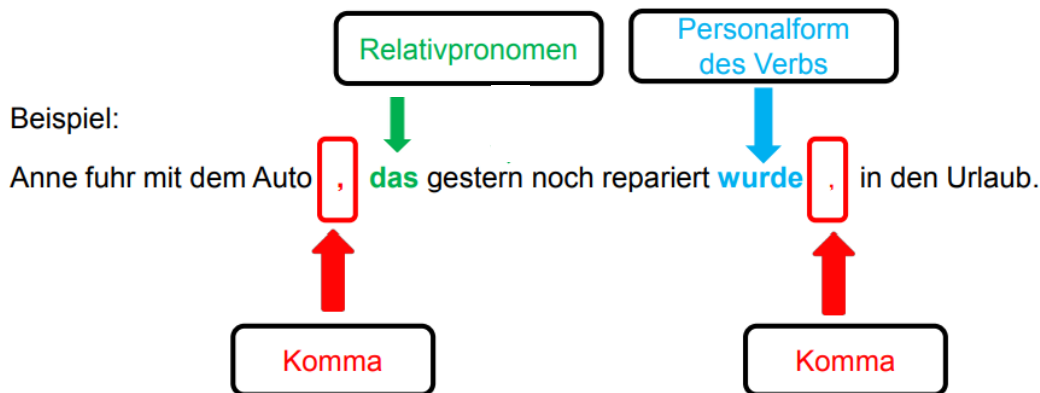 Relativpronomen
Personalform
des Verbs
Beispiel:
Anne fuhr mit dem Auto , das gestern noch repariert wurde , in den Urlaub.
Komma
Komma